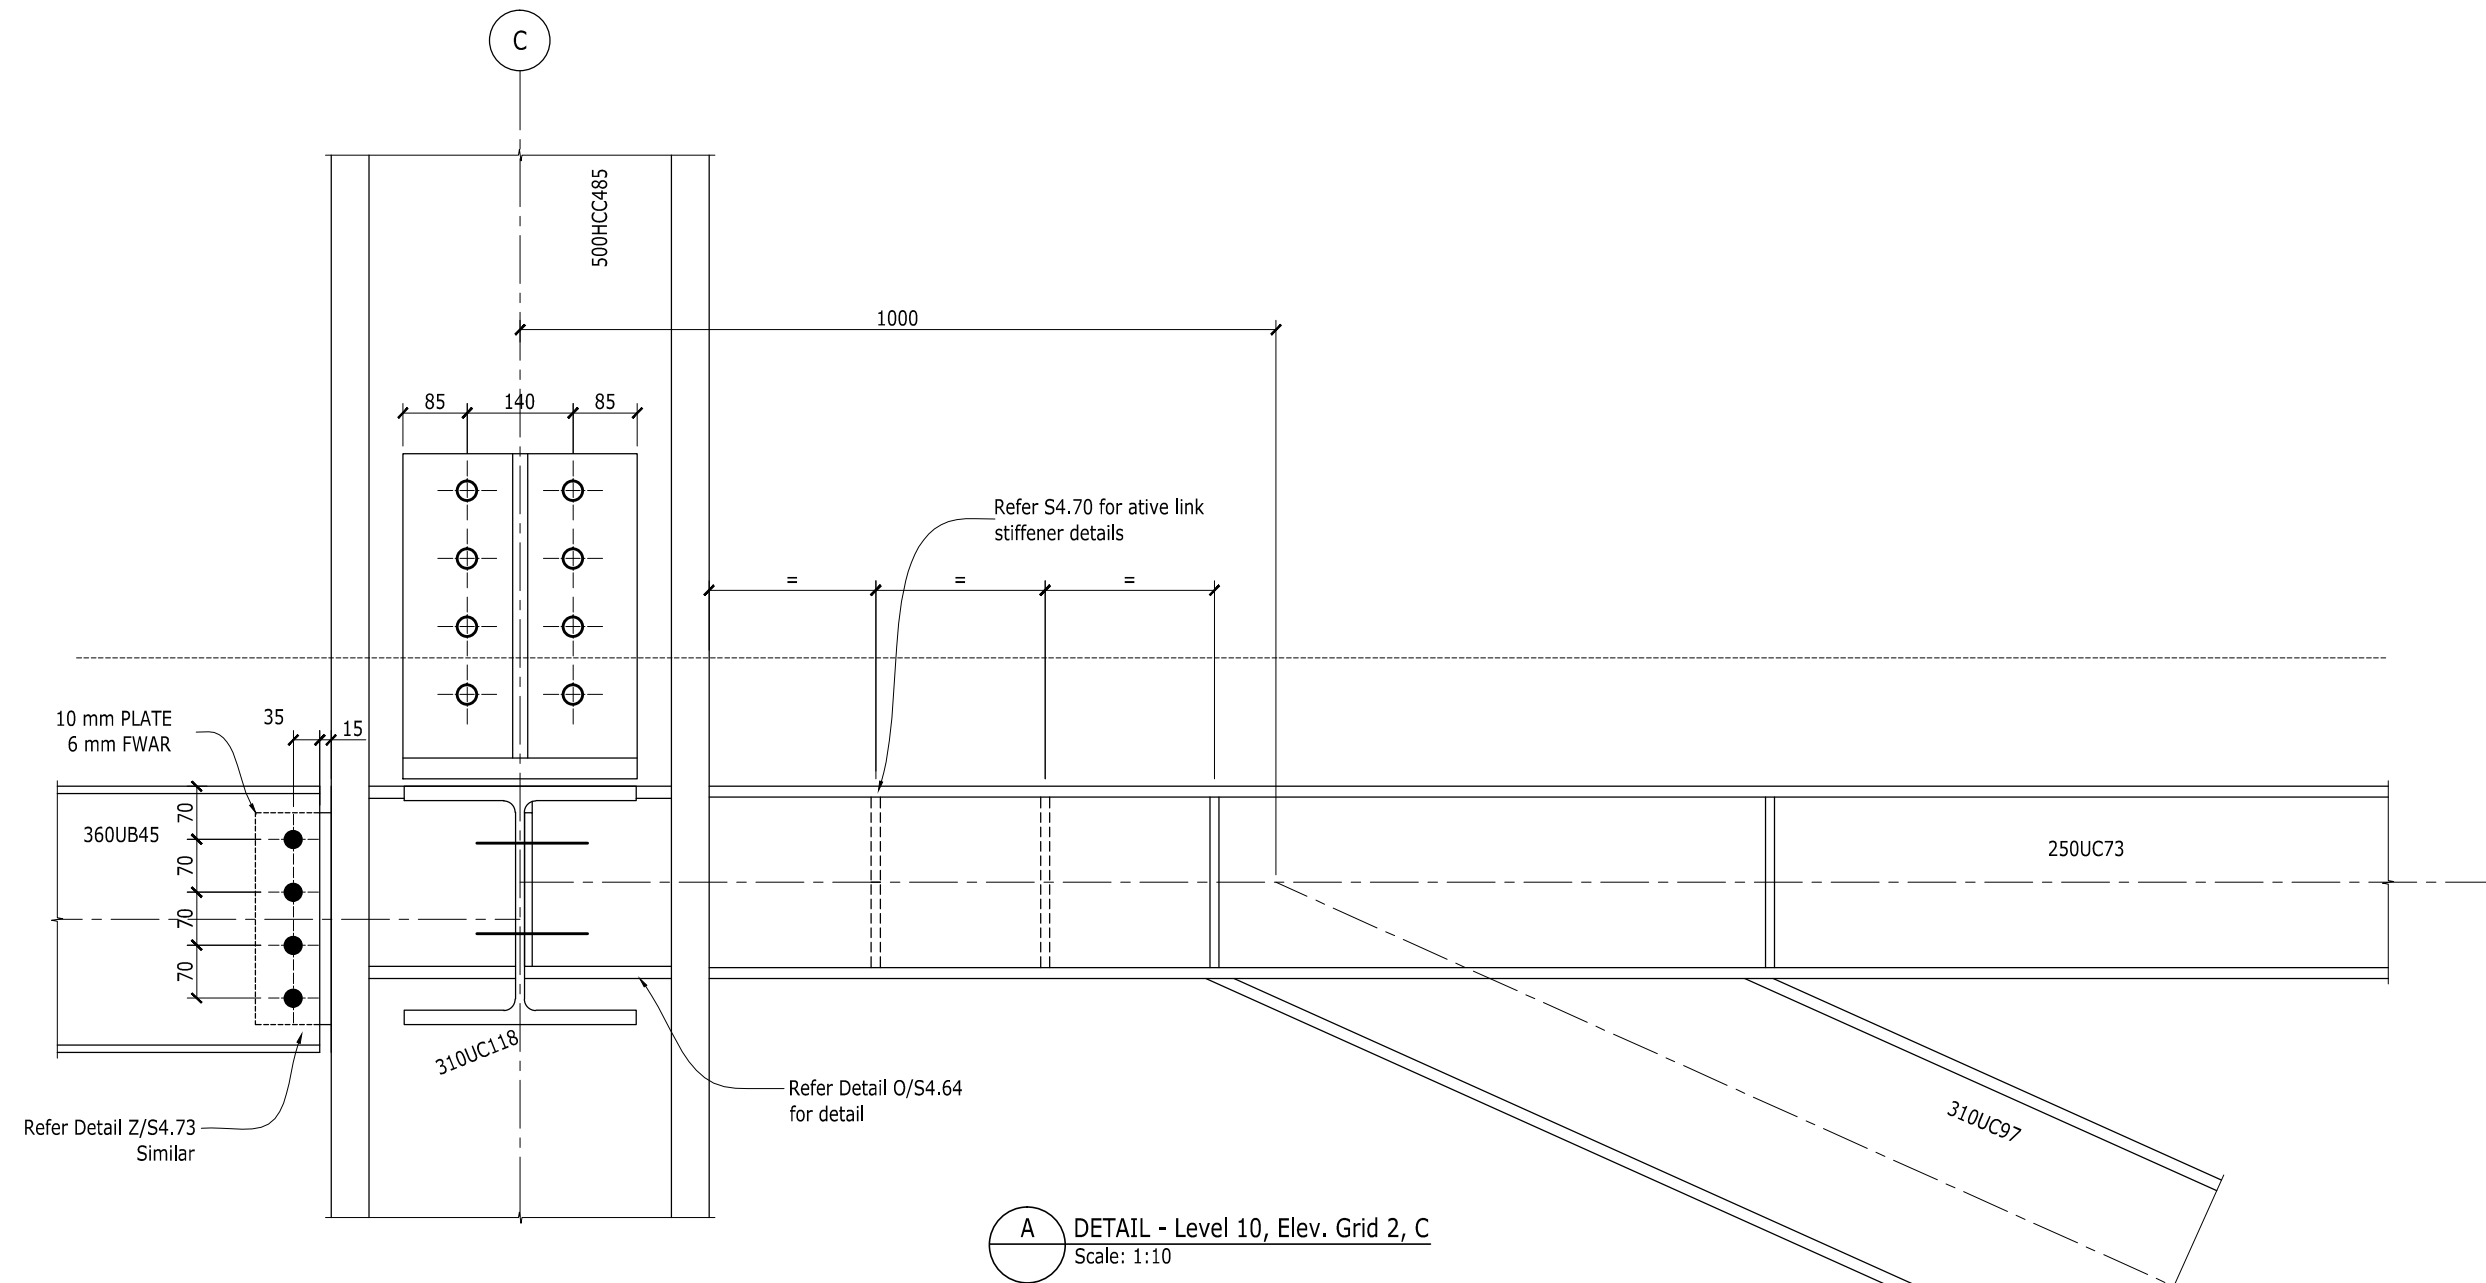 C
500HCC485
1000
85
140
85
Refer S4.70 for ative link
stiffener details
=
=
=
10 mm PLATE
6 mm FWAR
35
15
70
70
70
70
360UB45
250UC73
310UC118
Refer Detail O/S4.64
for detail
Refer Detail Z/S4.73
Similar
310UC97
A
DETAIL - Level 10, Elev. Grid 2, C
Scale: 1:10